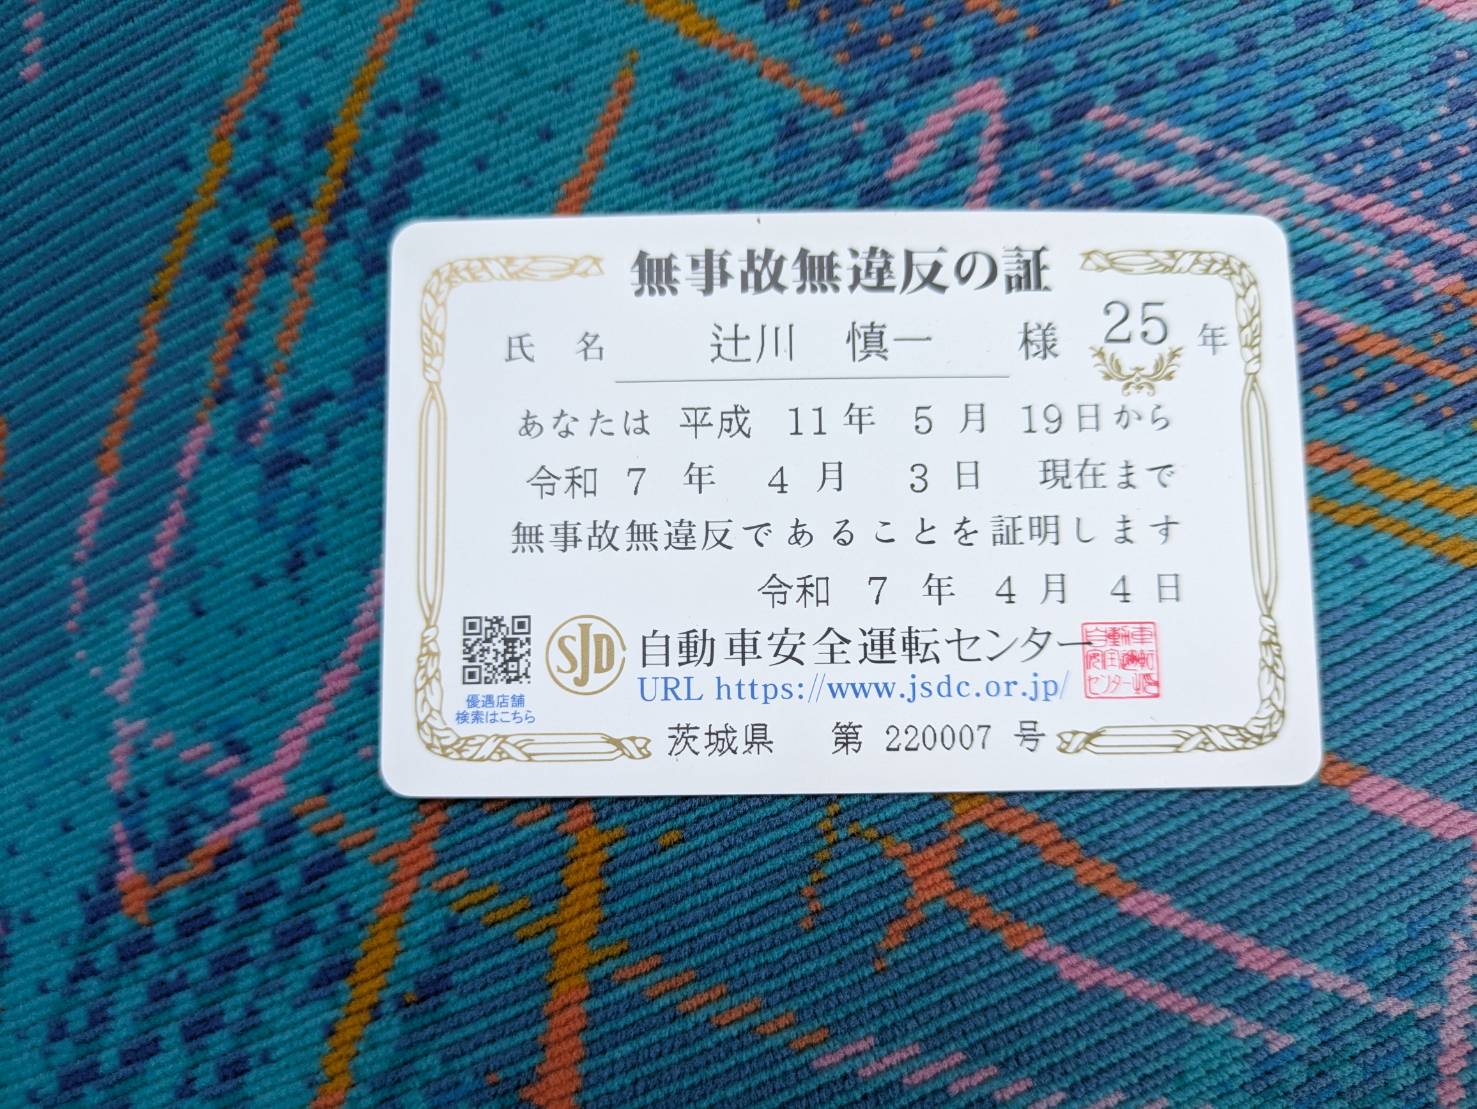 無事故無違反の証
氏 名 辻川 慎一 様 25 年
あなたは 平成 11年 5月 19日から
令和 7年 4月 3日 現在まで
無事故無違反であることを証明します
令和 7年 4月 4日
SJD 自動車安全運転センター
URL https://www.jsdc.or.jp/
優遇店舗
検索はこちら
茨城県 第 220007 号